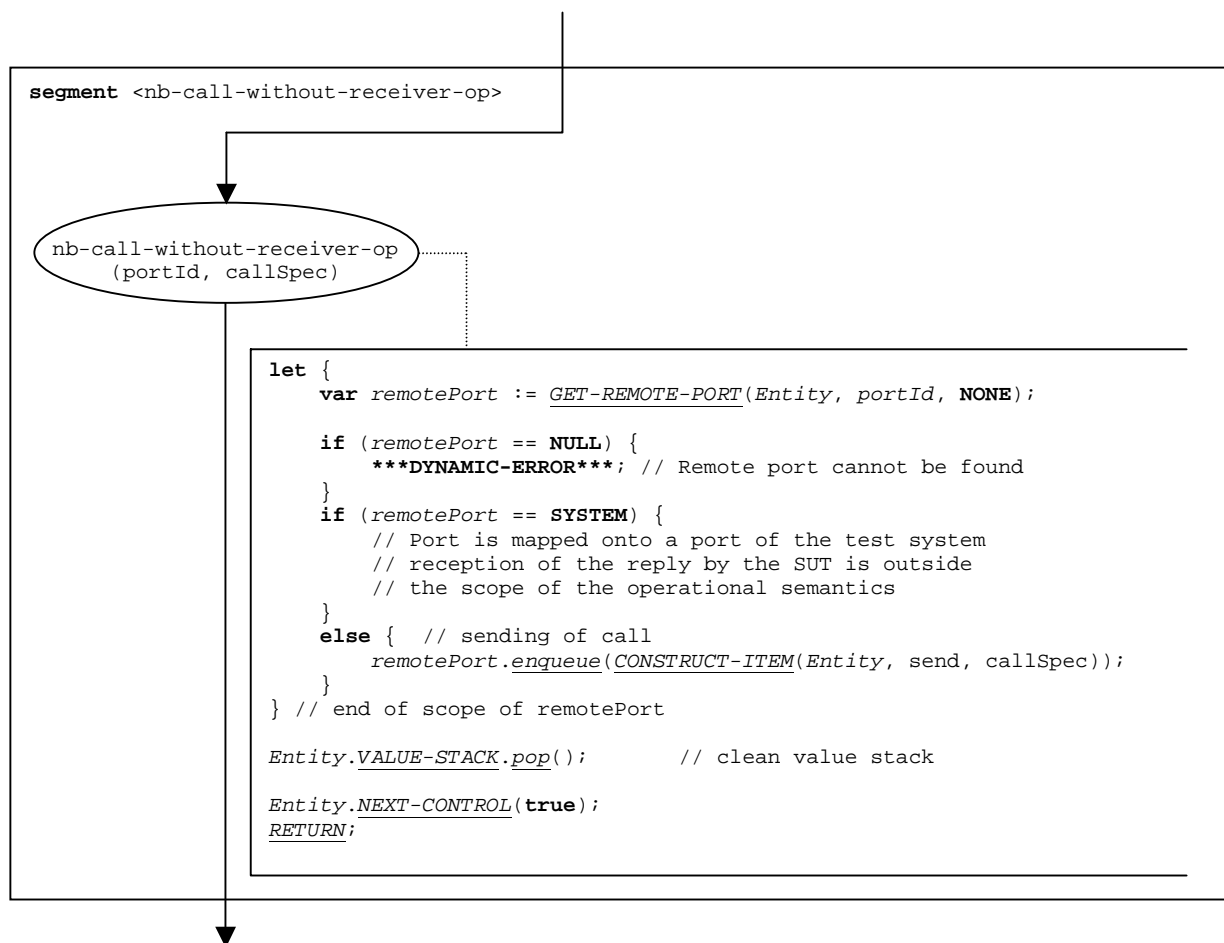 segment <nb-call-without-receiver-op>
nb-call-without-receiver-op
(portId, callSpec)
let {
var remotePort := GET-REMOTE-PORT(Entity, portId, NONE);
if (remotePort == NULL) {
***DYNAMIC-ERROR***; // Remote port cannot be found
}
if (remotePort == SYSTEM) {
// Port is mapped onto a port of the test system
// reception of the reply by the SUT is outside
// the scope of the operational semantics
}
else { // sending of call
remotePort.enqueue(CONSTRUCT-ITEM(Entity, send, callSpec));
}
} // end of scope of remotePort
Entity.VALUE-STACK.pop(); // clean value stack
Entity.NEXT-CONTROL(true);
RETURN;